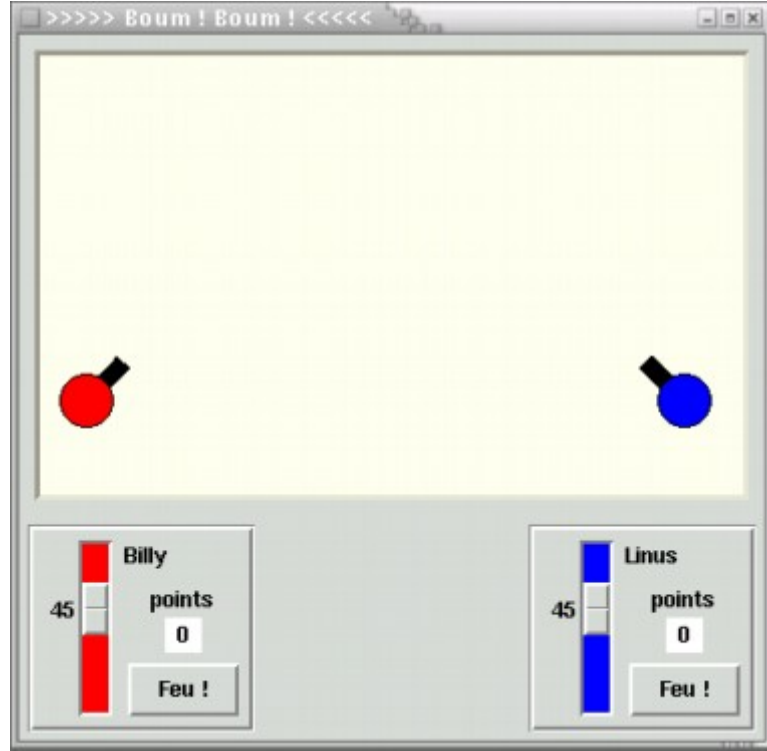 >>>>> Boum ! Boum ! <<<<<
Billy
45
points
0
Feu !
Linus
45
points
0
Feu !